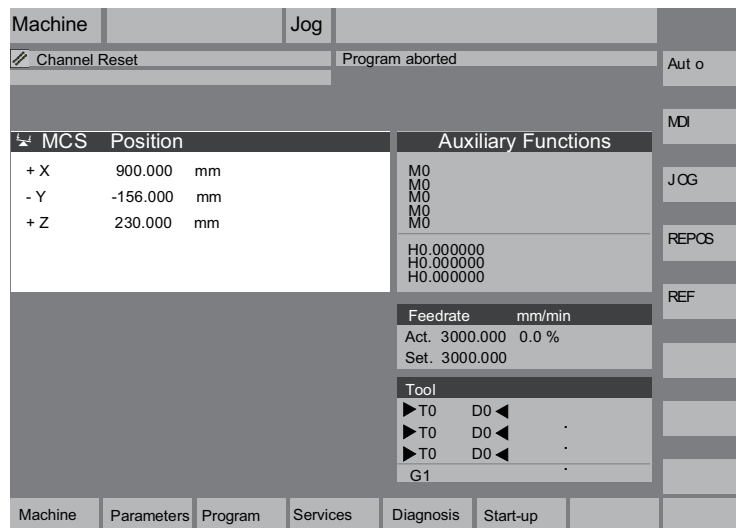 Machine
Jog
Channel Reset
Program aborted
MCS Position
+ X 900.000 mm
- Y -156.000 mm
+ Z 230.000 mm
Auxiliary Functions
M0
M0
M0
M0
M0
H0.000000
H0.000000
H0.000000
Feedrate mm/min
Act. 3000.000 0.0 %
Set. 3000.000
Tool
T0 D0
T0 D0 .
T0 D0 .
G1 .
Aut o
MDI
JOG
REPOS
REF
Machine Parameters Program Services Diagnosis Start-up